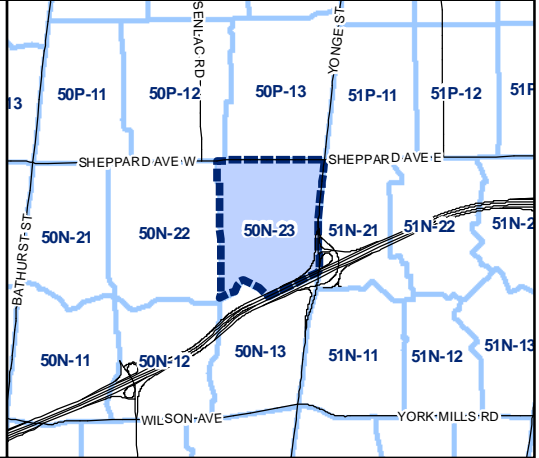 SENLAC RD
YONGE ST
50P-11
50P-12
50P-13
51P-11
51P-12
51P
13
SHEPPARD AVE W
SHEPPARD AVE E
BATHURST ST
50N-21
50N-22
50N-23
51N-21
51N-22
51N-2
50N-11
50N-12
50N-13
51N-11
51N-12
51N-13
WILSON AVE
YORK MILLS RD